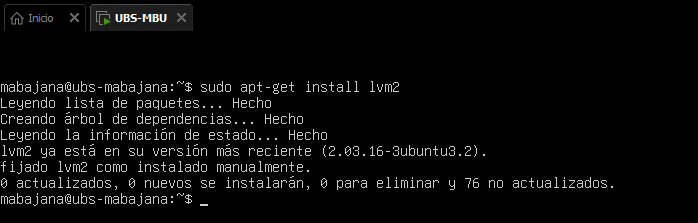 Inicio
UBS-MBU
mabajana@ubs-mabajana:~$ sudo apt-get install lvm2
Leyendo lista de paquetes... Hecho
Creando árbol de dependencias... Hecho
Leyendo la información de estado... Hecho
lvm2 ya está en su versión más reciente (2.03.16-3ubuntu3.2).
fijado lvm2 como instalado manualmente.
0 actualizados, 0 nuevos se instalarán, 0 para eliminar y 76 no actualizados.
mabajana@ubs-mabajana:~$ _